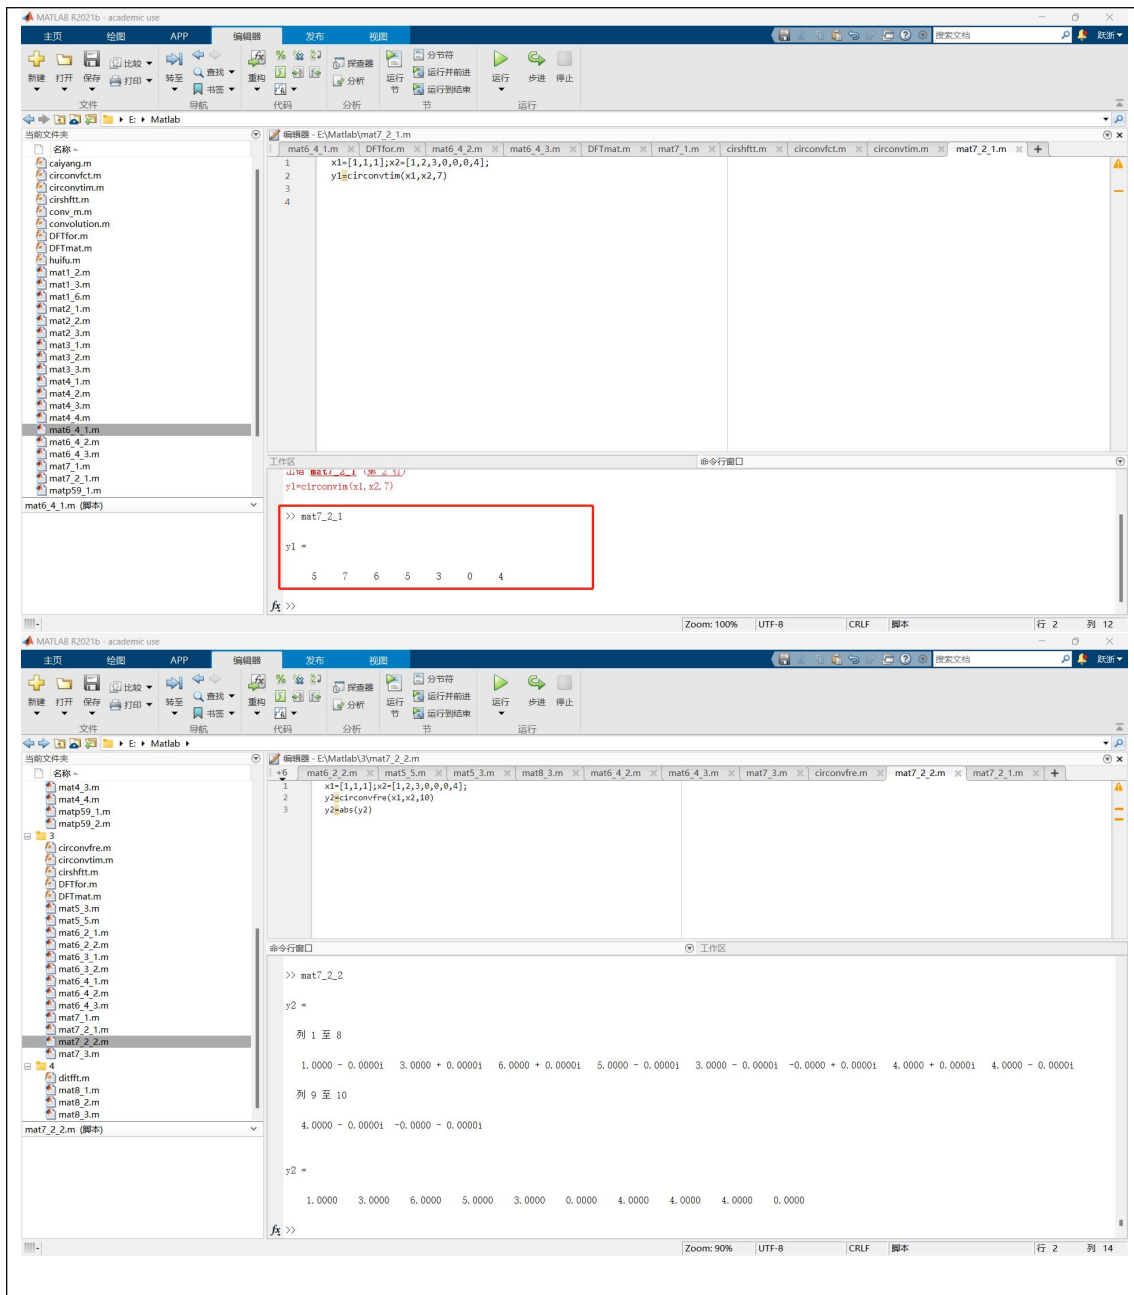 MATLAB R2021b - academic use
主页 绘图 APP 编辑器 发布 视图 搜索文档 跃浙
新建 打开 保存 比较 打印 转至 查找 书签 重构 探查器 分析 运行节 分节符 运行并前进 运行到结束 运行 步进 停止
文件 导航 代码 分析 节 运行
E: Matlab
当前文件夹
名称
caiyang.m
circonvfct.m
circonvtim.m
cirshftt.m
conv_m.m
convolution.m
DFTfor.m
DFTmat.m
huifu.m
mat1_2.m
mat1_3.m
mat1_6.m
mat2_1.m
mat2_2.m
mat2_3.m
mat3_1.m
mat3_2.m
mat3_3.m
mat4_1.m
mat4_2.m
mat4_3.m
mat4_4.m
mat6_4_1.m
mat6_4_2.m
mat6_4_3.m
mat7_1.m
mat7_2_1.m
matp59_1.m
mat6_4_1.m (脚本)
编辑器 - E:\Matlab\mat7_2_1.m
mat6_4_1.m DFTfor.m mat6_4_2.m mat6_4_3.m DFTmat.m mat7_1.m cirshftt.m circonvfct.m circonvtim.m mat7_2_1.m
1 x1=[1,1,1];x2=[1,2,3,0,0,0,4];
2 y1=circonvtim(x1,x2,7)
3
4
工作区 命令行窗口
出错 mat7_2_1 (第 2 行)
y1=circonvim(x1,x2,7)
>> mat7_2_1
y1 =
5 7 6 5 3 0 4
fx >>
Zoom: 100% UTF-8 CRLF 脚本 行 2 列 12
MATLAB R2021b - academic use
主页 绘图 APP 编辑器 发布 视图 搜索文档 跃浙
新建 打开 保存 比较 打印 转至 查找 书签 重构 探查器 分析 运行节 分节符 运行并前进 运行到结束 运行 步进 停止
文件 导航 代码 分析 节 运行
E: Matlab
当前文件夹
名称
mat4_3.m
mat4_4.m
matp59_1.m
matp59_2.m
3
circonvfre.m
circonvtim.m
cirshftt.m
DFTfor.m
DFTmat.m
mat5_3.m
mat5_5.m
mat6_2_1.m
mat6_2_2.m
mat6_3_1.m
mat6_3_2.m
mat6_4_1.m
mat6_4_2.m
mat6_4_3.m
mat7_1.m
mat7_2_1.m
mat7_2_2.m
mat7_3.m
4
ditfft.m
mat8_1.m
mat8_2.m
mat8_3.m
mat7_2_2.m (脚本)
编辑器 - E:\Matlab\3\mat7_2_2.m
+6 mat6_2_2.m mat5_5.m mat5_3.m mat8_3.m mat6_4_2.m mat6_4_3.m mat7_3.m circonvfre.m mat7_2_2.m mat7_2_1.m
1 x1=[1,1,1];x2=[1,2,3,0,0,0,4];
2 y2=circonvfre(x1,x2,10)
3 y2=abs(y2)
命令行窗口 工作区
>> mat7_2_2
y2 =
列 1 至 8
1.0000 - 0.0000i 3.0000 + 0.0000i 6.0000 + 0.0000i 5.0000 - 0.0000i 3.0000 - 0.0000i -0.0000 + 0.0000i 4.0000 + 0.0000i 4.0000 - 0.0000i
列 9 至 10
4.0000 - 0.0000i -0.0000 - 0.0000i
y2 =
1.0000 3.0000 6.0000 5.0000 3.0000 0.0000 4.0000 4.0000 4.0000 0.0000
fx >>
Zoom: 90% UTF-8 CRLF 脚本 行 2 列 14